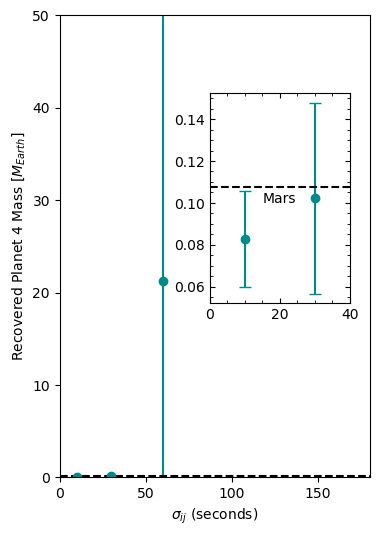 50
40
30
20
10
0
Recovered Planet 4 Mass [$M_{Earth}$]
0 50 100 150
$\sigma_{ij}$ (seconds)
0.14
0.12
0.10
0.08
0.06
Mars
0 20 40